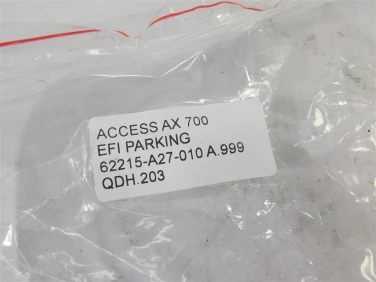 ACCESS AX 700
EFI PARKING
62215-A27-010 A.999
QDH.203